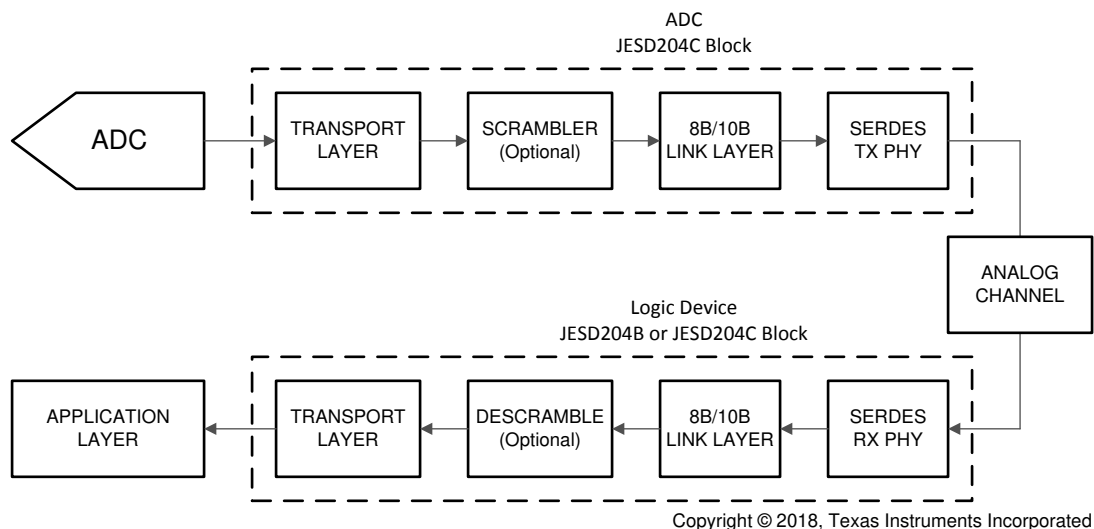 ADC
JESD204C Block
ADC
TRANSPORT
LAYER
SCRAMBLER
(Optional)
8B/10B
LINK LAYER
SERDES
TX PHY
ANALOG
CHANNEL
Logic Device
JESD204B or JESD204C Block
APPLICATION
LAYER
TRANSPORT
LAYER
DESCRAMBLE
(Optional)
8B/10B
LINK LAYER
SERDES
RX PHY
Copyright © 2018, Texas Instruments Incorporated